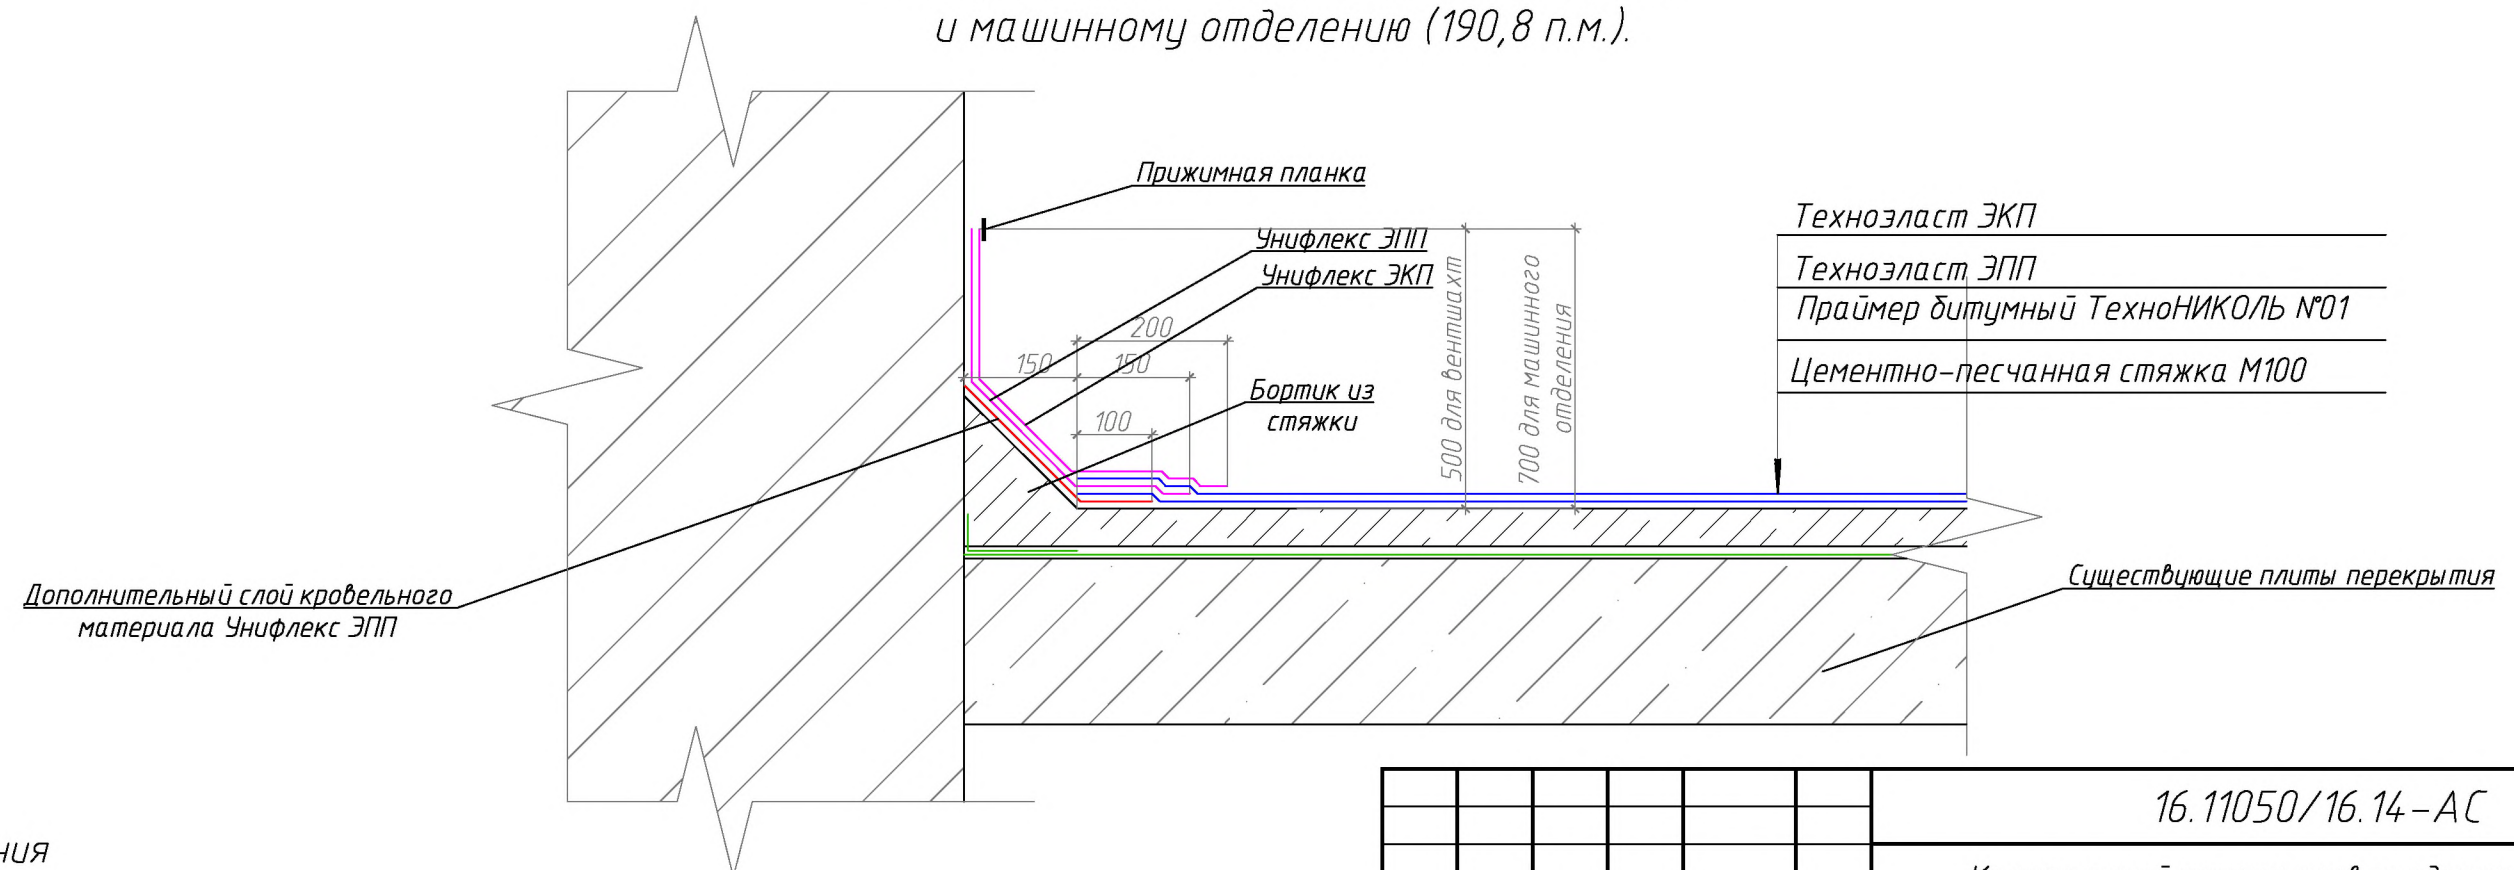 и машинному отделению (190,8 п.м.).
Прижимная планка
Унифлекс ЭПП
Унифлекс ЭКП
200
150
150
100
Бортик из
стяжки
500 для вентшахт
700 для машинного
отделения
Техноэласт ЭКП
Техноэласт ЭПП
Праймер битумный ТехноНИКОЛЬ №01
Цементно-песчанная стяжка М100
Дополнительный слой кровельного
материала Унифлекс ЭПП
Существующие плиты перекрытия
16.11050/16.14-АС
ния